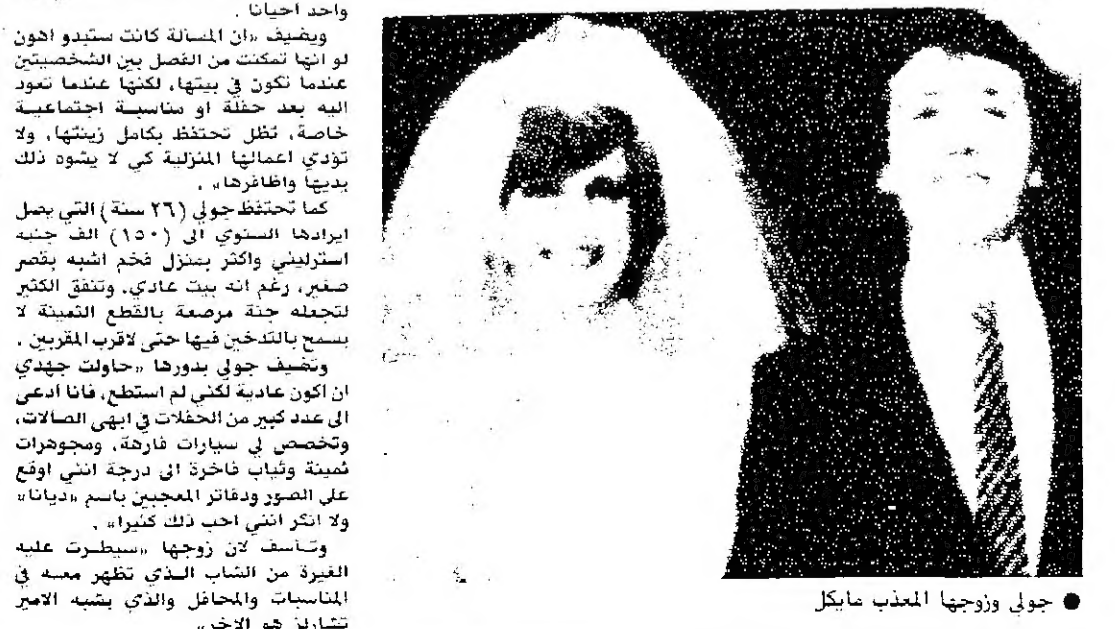 واحد احيانا .
ويضيف «ان المسألة كانت ستبدو اهون
لو انها تمكنت من الفصل بين الشخصيتين
عندما تكون في بيتها، لكنها عندما تعود
اليه بعد حفلة او مناسبة اجتماعية
خاصة، تظل تحتفظ بكامل زينتها، ولا
تؤدي اعمالها المنزلية كي لا يشوه ذلك
يديها واظافرها» .
كما تحتفظ جولي (٢٦ سنة) التي يصل
ايرادها السنوي الى (١٥٠) الف جنيه
استرليني واكثر بمنزل فخم اشبه بقصر
صغير، رغم انه بيت عادي. وتنفق الكثير
لتجعله جنة مرصعة بالقطع الثمينة لا
يسمح بالتدخين فيها حتى لاقرب المقربين .
وتضيف جولي بدورها «حاولت جهدي
ان اكون عادية لكني لم استطع، فانا ادعى
الى عدد كبير من الحفلات في ابهى الصالات،
وتخصص لي سيارات فارهة، ومجوهرات
ثمينة وثياب فاخرة الى درجة انني اوقع
على الصور ودفاتر المعجبين باسم «ديانا»
ولا انكر انني احب ذلك كثيرا» .
وتأسف لان زوجها «سيطرت عليه
الغيرة من الشاب الذي تظهر معه في
المناسبات والمحافل والذي يشبه الامير
تشارلز هو الاخر»
● جولي وزوجها المعذب مايكل